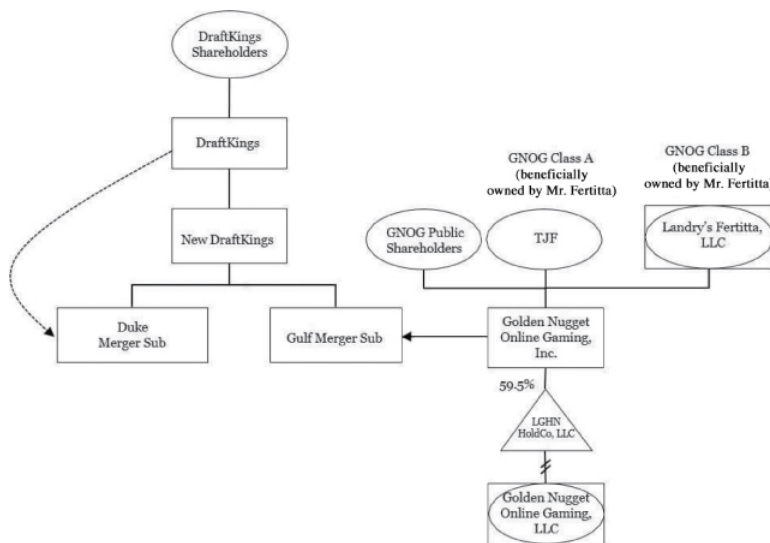 DraftKings
Shareholders
DraftKings
GNOG Class A
(beneficially
owned by Mr. Fertitta)
GNOG Class B
(beneficially
owned by Mr. Fertitta)
New DraftKings
GNOG Public
Shareholders
TJF
Landry's Fertitta,
LLC
Duke
Merger Sub
Gulf Merger Sub
Golden Nugget
Online Gaming,
Inc.
59.5%
LGHN
HoldCo, LLC
Golden Nugget
Online Gaming,
LLC